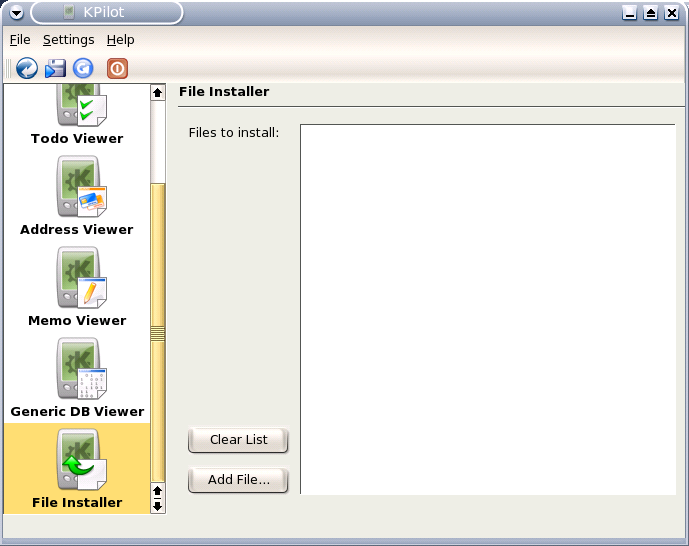 KPilot
File Settings Help
Todo Viewer
Address Viewer
Memo Viewer
Generic DB Viewer
File Installer
File Installer
Files to install:
Clear List
Add File...